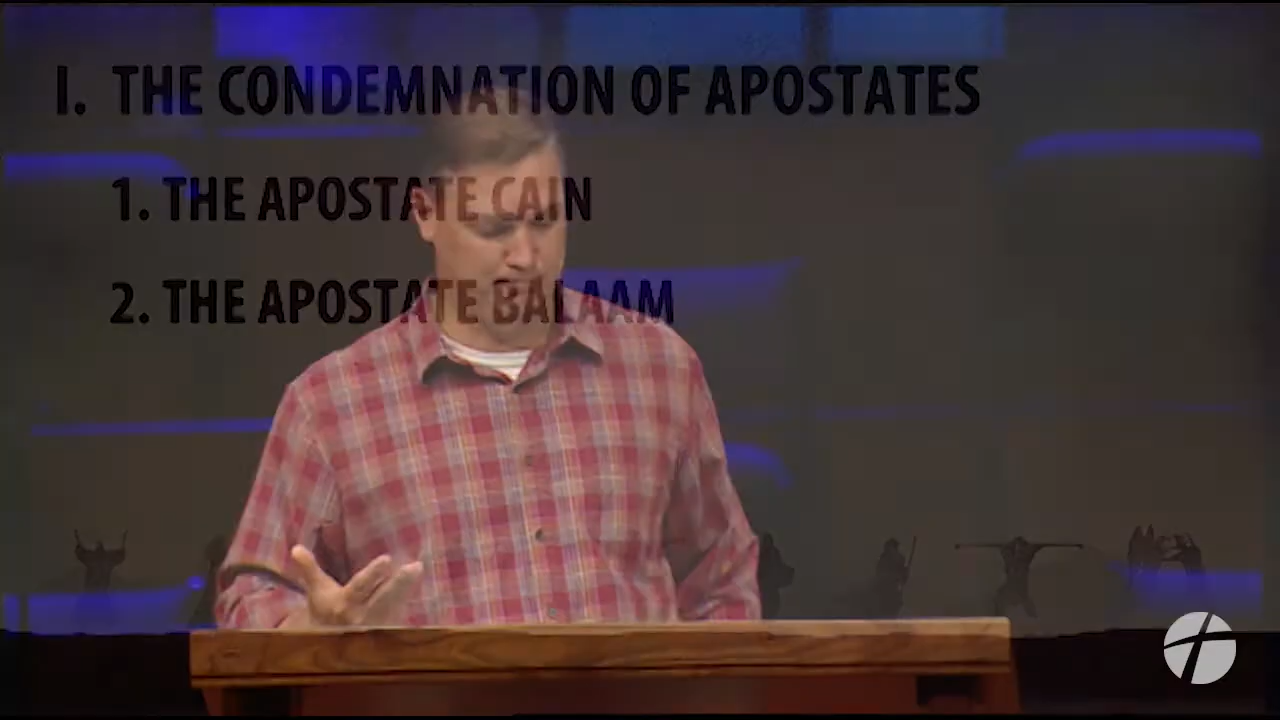 I. THE CONDEMNATION OF APOSTATES
1. THE APOSTATE CAIN
2. THE APOSTATE BALAAM